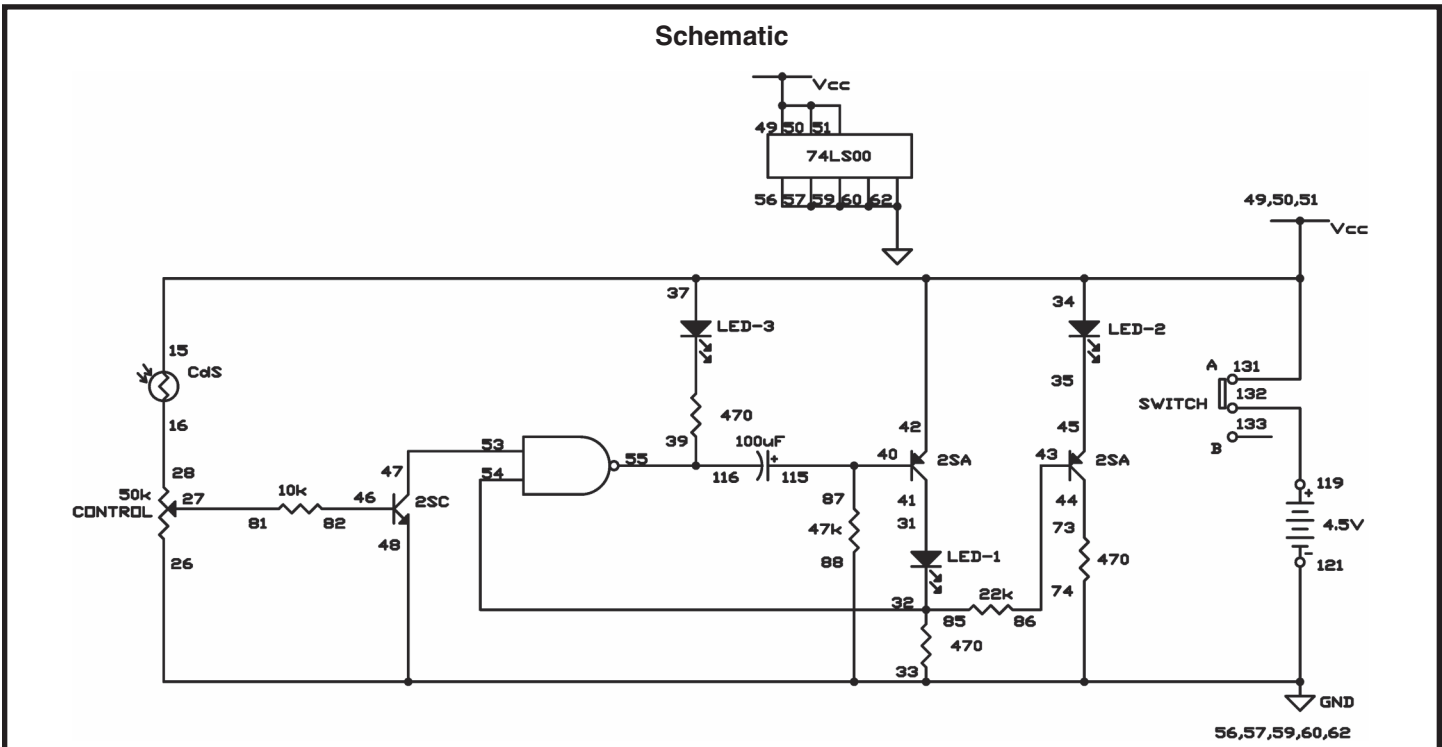 Schematic
Vcc
49 50 51
74LS00
56 57 59 60 62
49,50,51
Vcc
37
34
LED-3
LED-2
15
CdS
A 131
35
132
SWITCH
16
470
133
B
42
45
39
100uF
+
53
55
40
43
2SA
2SA
28
47
54
116
115
41
44
119
+
50k
27
10k
46
2SC
87
31
73
4.5V
CONTROL
81
82
47k
470
48
LED-1
-
26
88
121
22k
74
32
85
86
470
33
GND
56,57,59,60,62